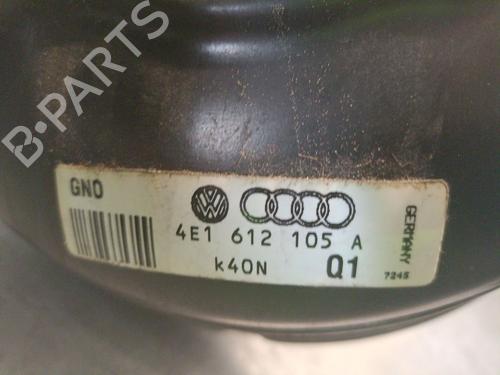 B-PARTS
GNO
4E1 612 105 A
k40N Q1
GERMANY
7245